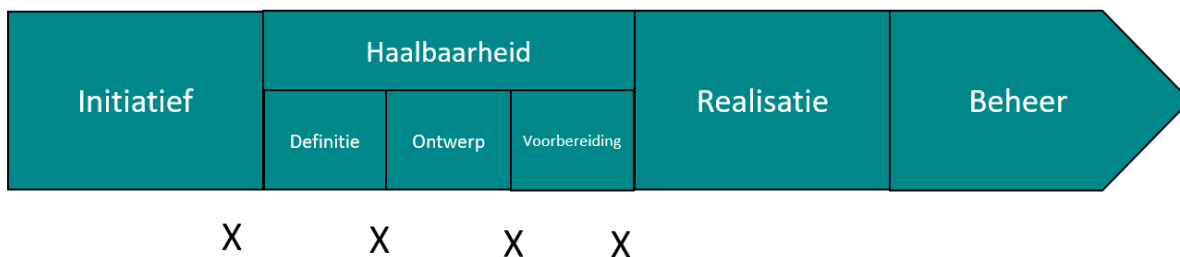 Initiatief
Haalbaarheid
Definitie
Ontwerp
Voorbereiding
Realisatie
Beheer
X X X X